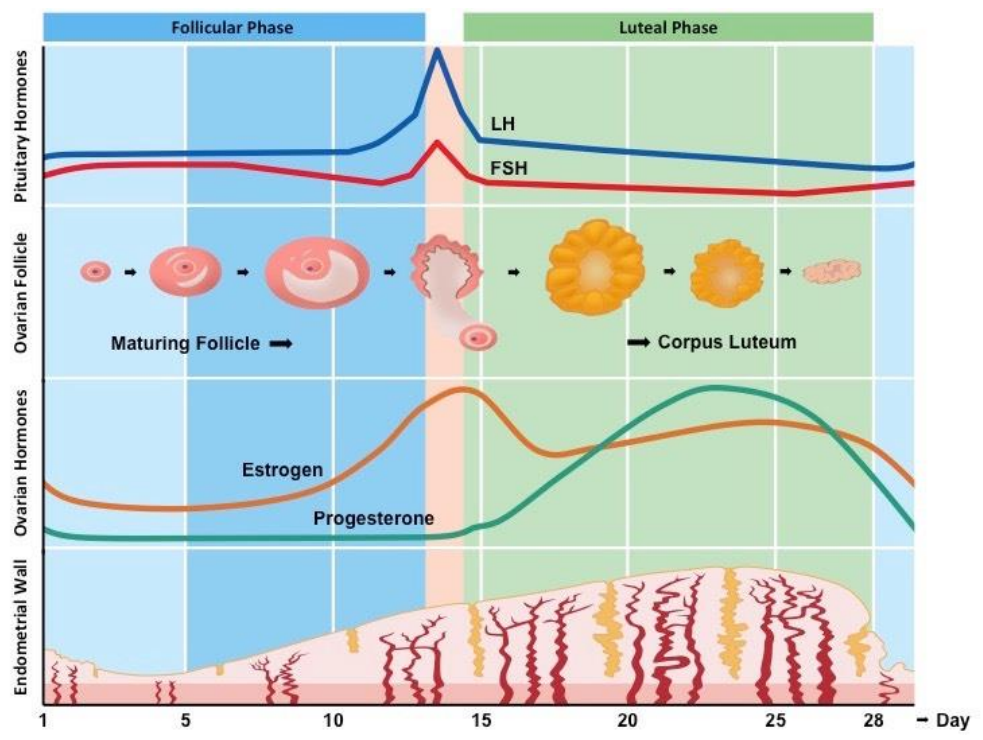 Follicular Phase
Luteal Phase
Pituitary Hormones
LH
FSH
Ovarian Follicle
Maturing Follicle ➡
➡ Corpus Luteum
Ovarian Hormones
Estrogen
Progesterone
Endometrial Wall
1 5 10 15 20 25 28 → Day